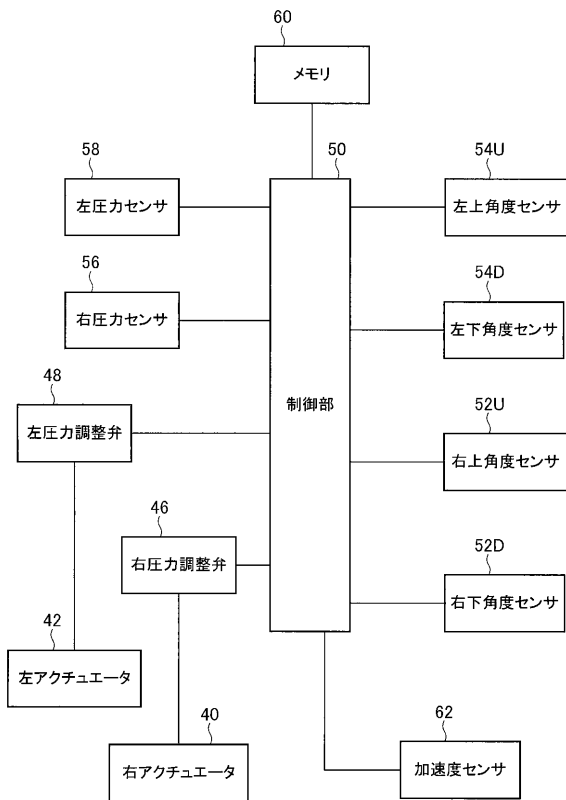 60
メモリ
58
50
54U
左圧力センサ
左上角度センサ
56
54D
右圧力センサ
左下角度センサ
48
制御部
52U
左圧力調整弁
右上角度センサ
46
52D
右圧力調整弁
右下角度センサ
42
左アクチュエータ
40
62
右アクチュエータ
加速度センサ